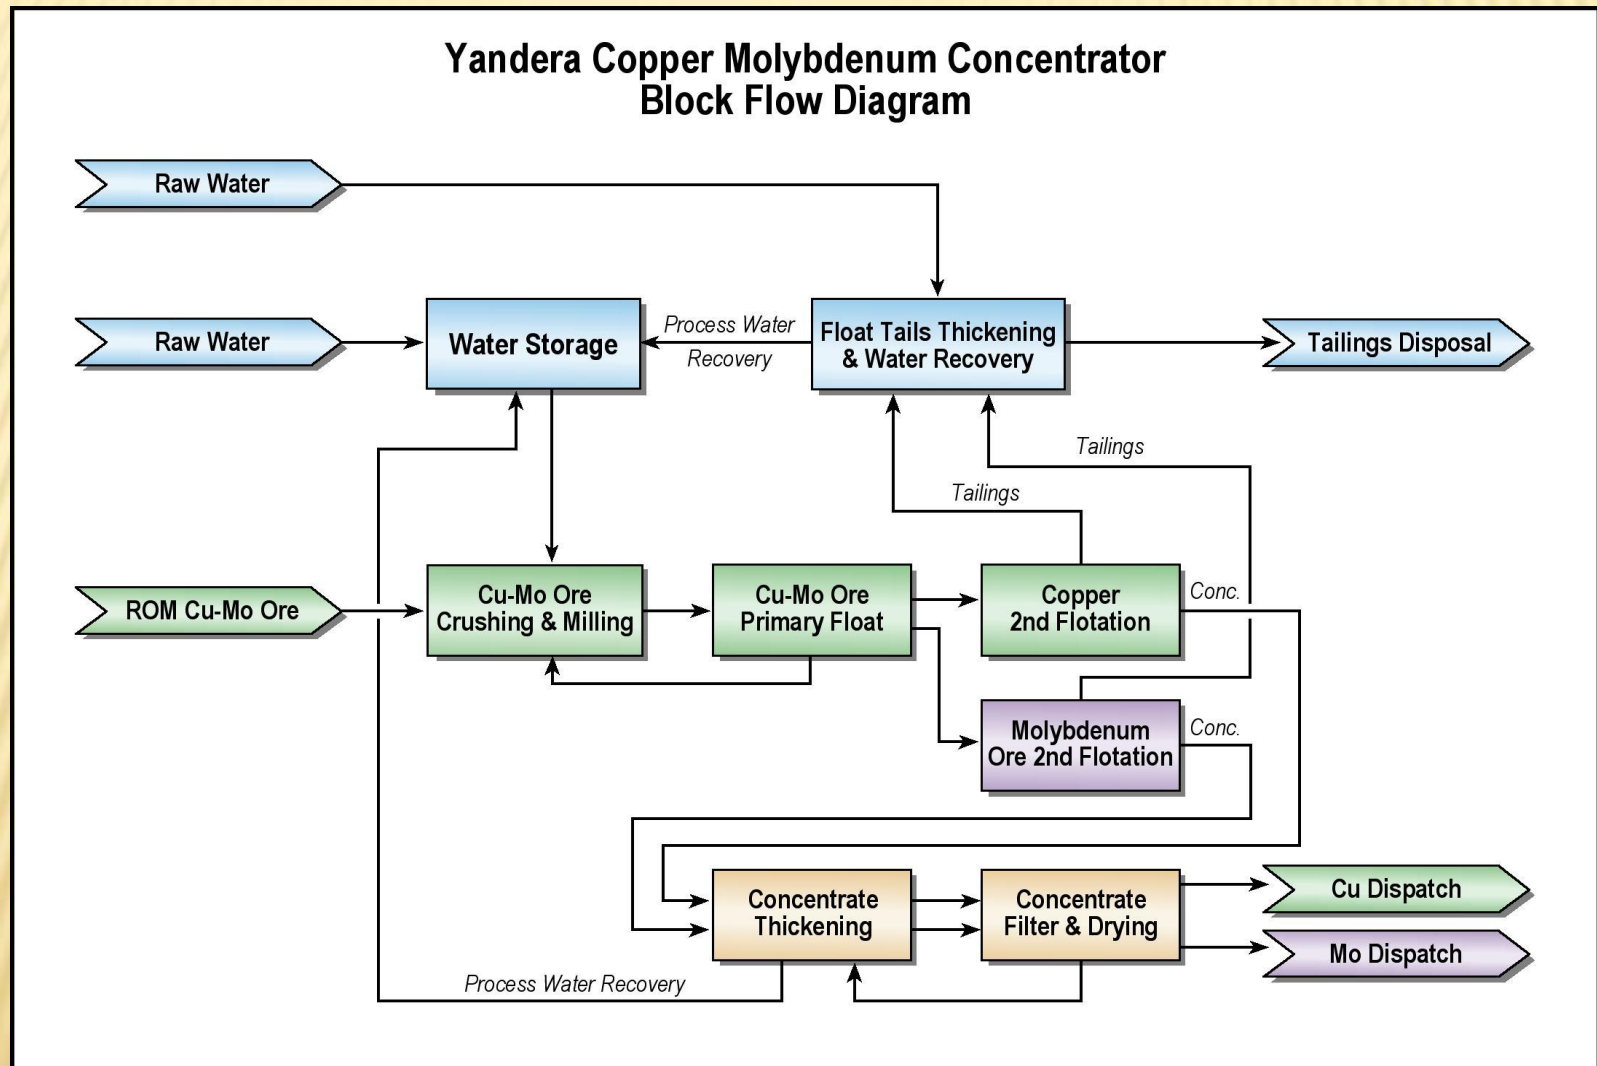 Yandera Copper Molybdenum Concentrator
Block Flow Diagram
Raw Water
Raw Water
Water Storage
Process Water
Recovery
Float Tails Thickening
& Water Recovery
Tailings Disposal
Tailings
Tailings
ROM Cu-Mo Ore
Cu-Mo Ore
Crushing & Milling
Cu-Mo Ore
Primary Float
Copper
2nd Flotation
Conc.
Molybdenum
Ore 2nd Flotation
Conc.
Concentrate
Thickening
Concentrate
Filter & Drying
Cu Dispatch
Mo Dispatch
Process Water Recovery